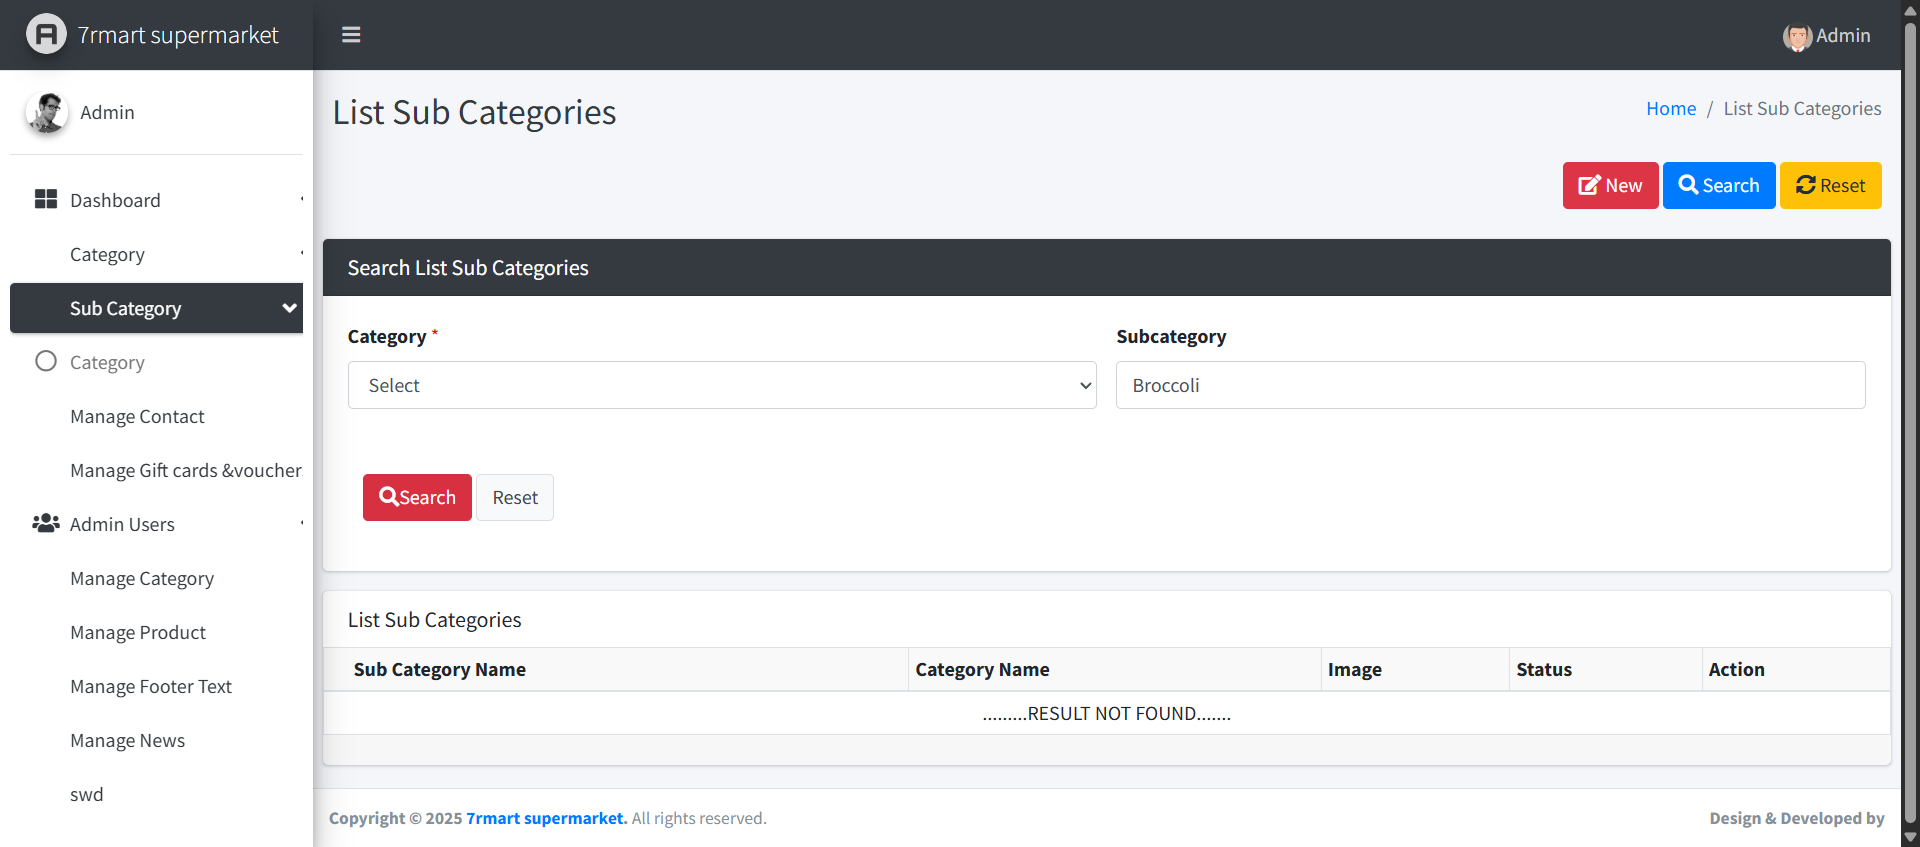 7rmart supermarket
Admin
Admin
List Sub Categories
Home / List Sub Categories
Dashboard
New
Search
Reset
Category
Sub Category
Category
Manage Contact
Manage Gift cards &voucher
Admin Users
Manage Category
Manage Product
Manage Footer Text
Manage News
swd
Search List Sub Categories
Category *
Subcategory
Select
Broccoli
Search
Reset
List Sub Categories
Sub Category Name
Category Name
Image
Status
Action
.........RESULT NOT FOUND.......
Copyright © 2025 7rmart supermarket. All rights reserved.
Design & Developed by